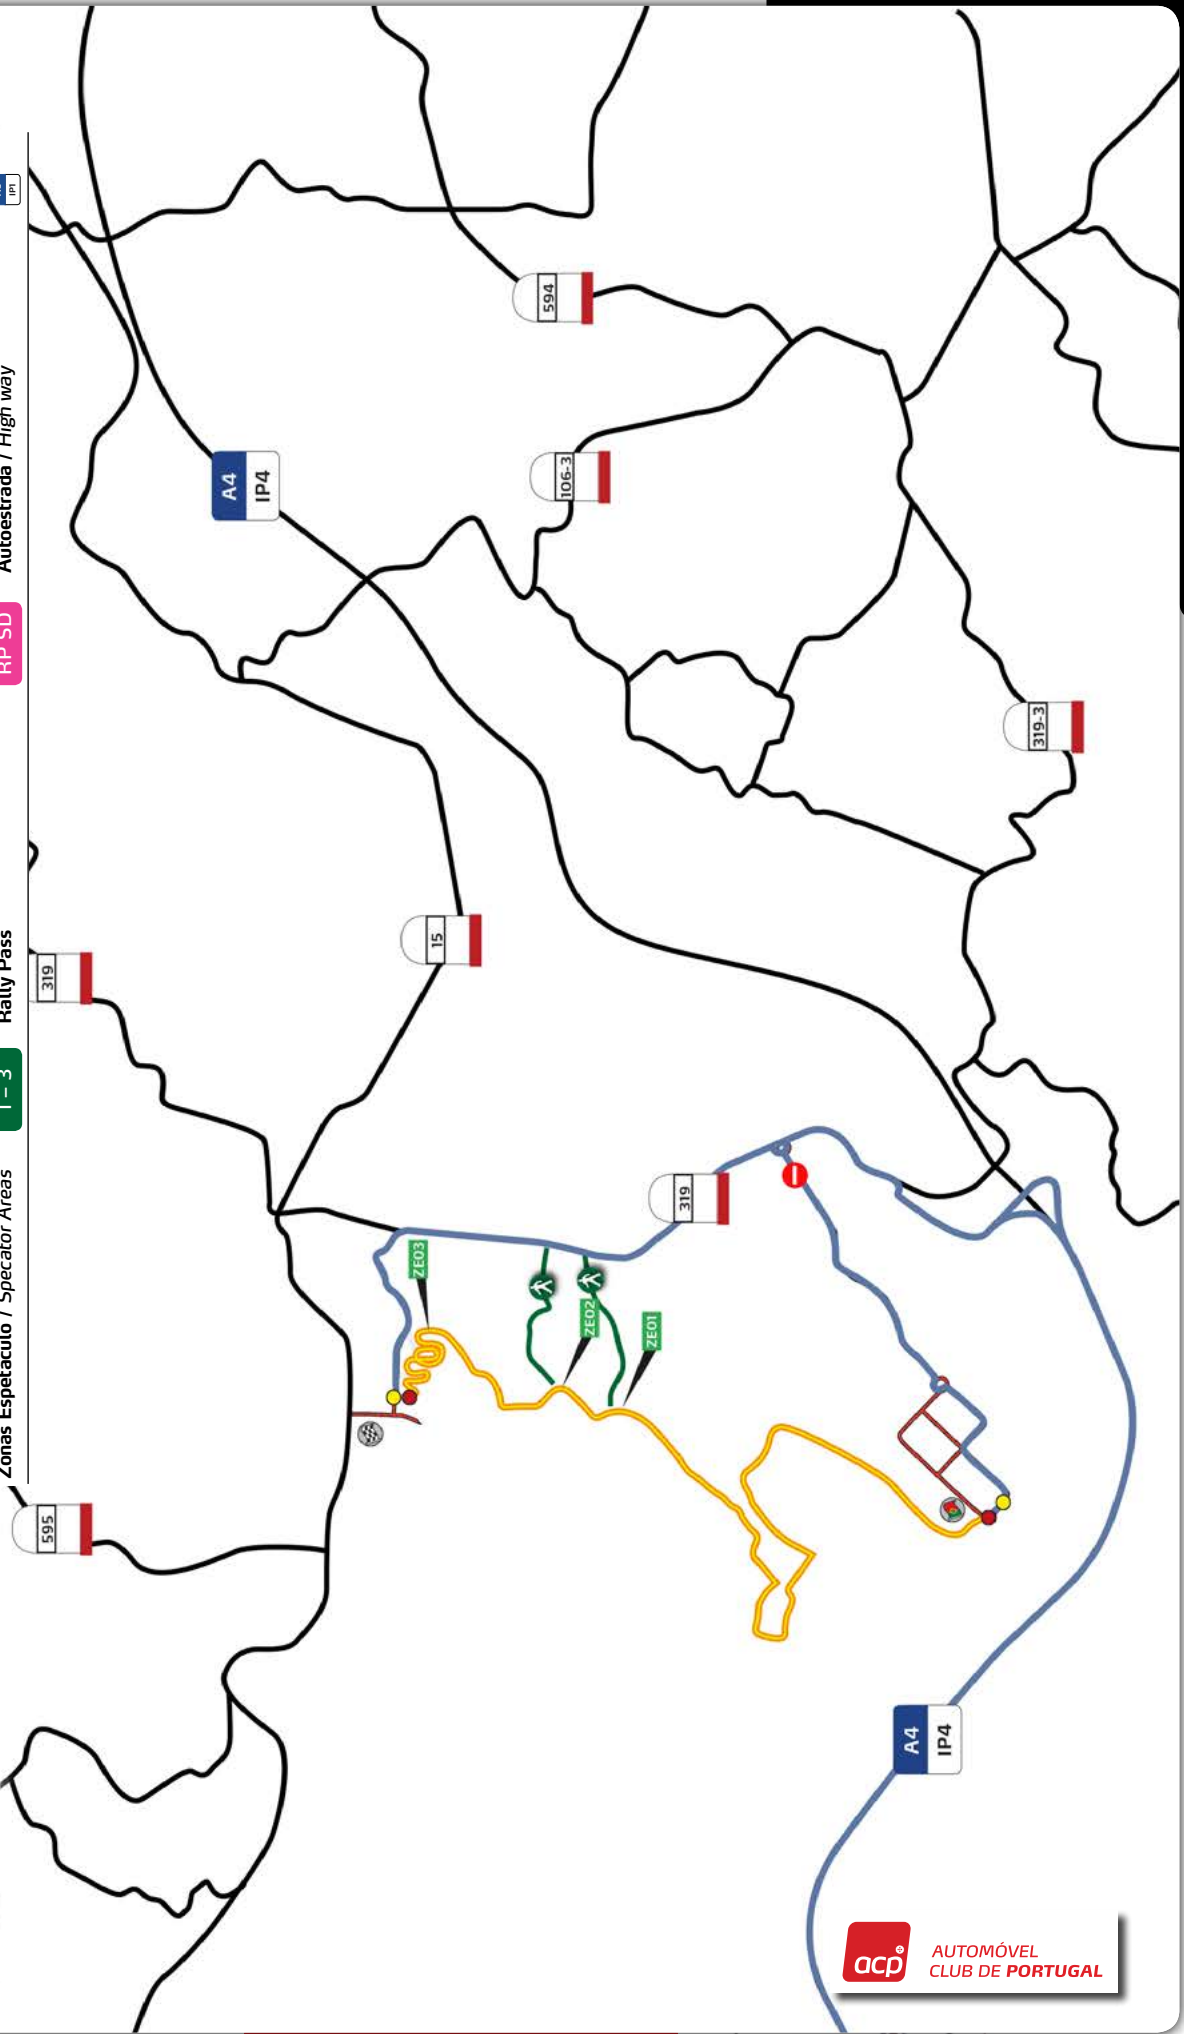 Zonas Espetaculo / Specator Areas
1 – 3
Rally Pass
RP SD
Autoestrada / High way
IP1
595
319
15
A4
IP4
594
106-3
319-3
319
ZE03
ZE02
ZE01
A4
IP4
acp
AUTOMÓVEL
CLUB DE PORTUGAL